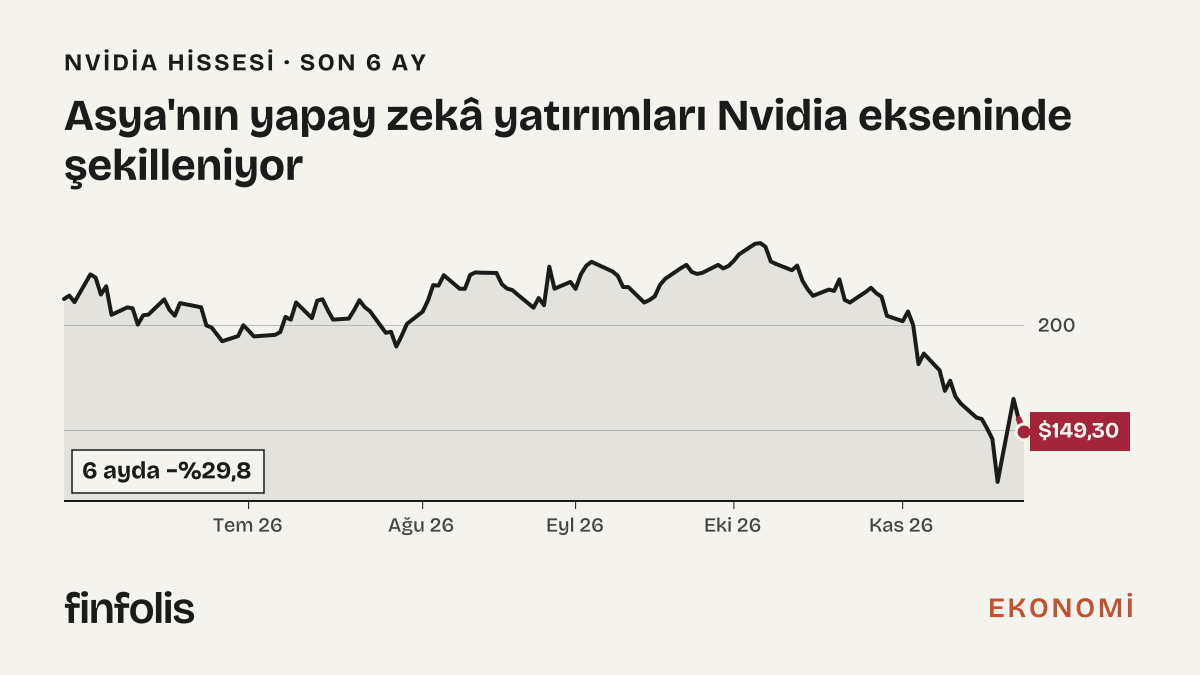 NVİDİA HİSSESİ · SON 6 AY
Asya'nın yapay zekâ yatırımları Nvidia ekseninde
şekilleniyor
200
$149,30
6 ayda −%29,8
Tem 26 Ağu 26 Eyl 26 Eki 26 Kas 26
finfolis
EKONOMİ